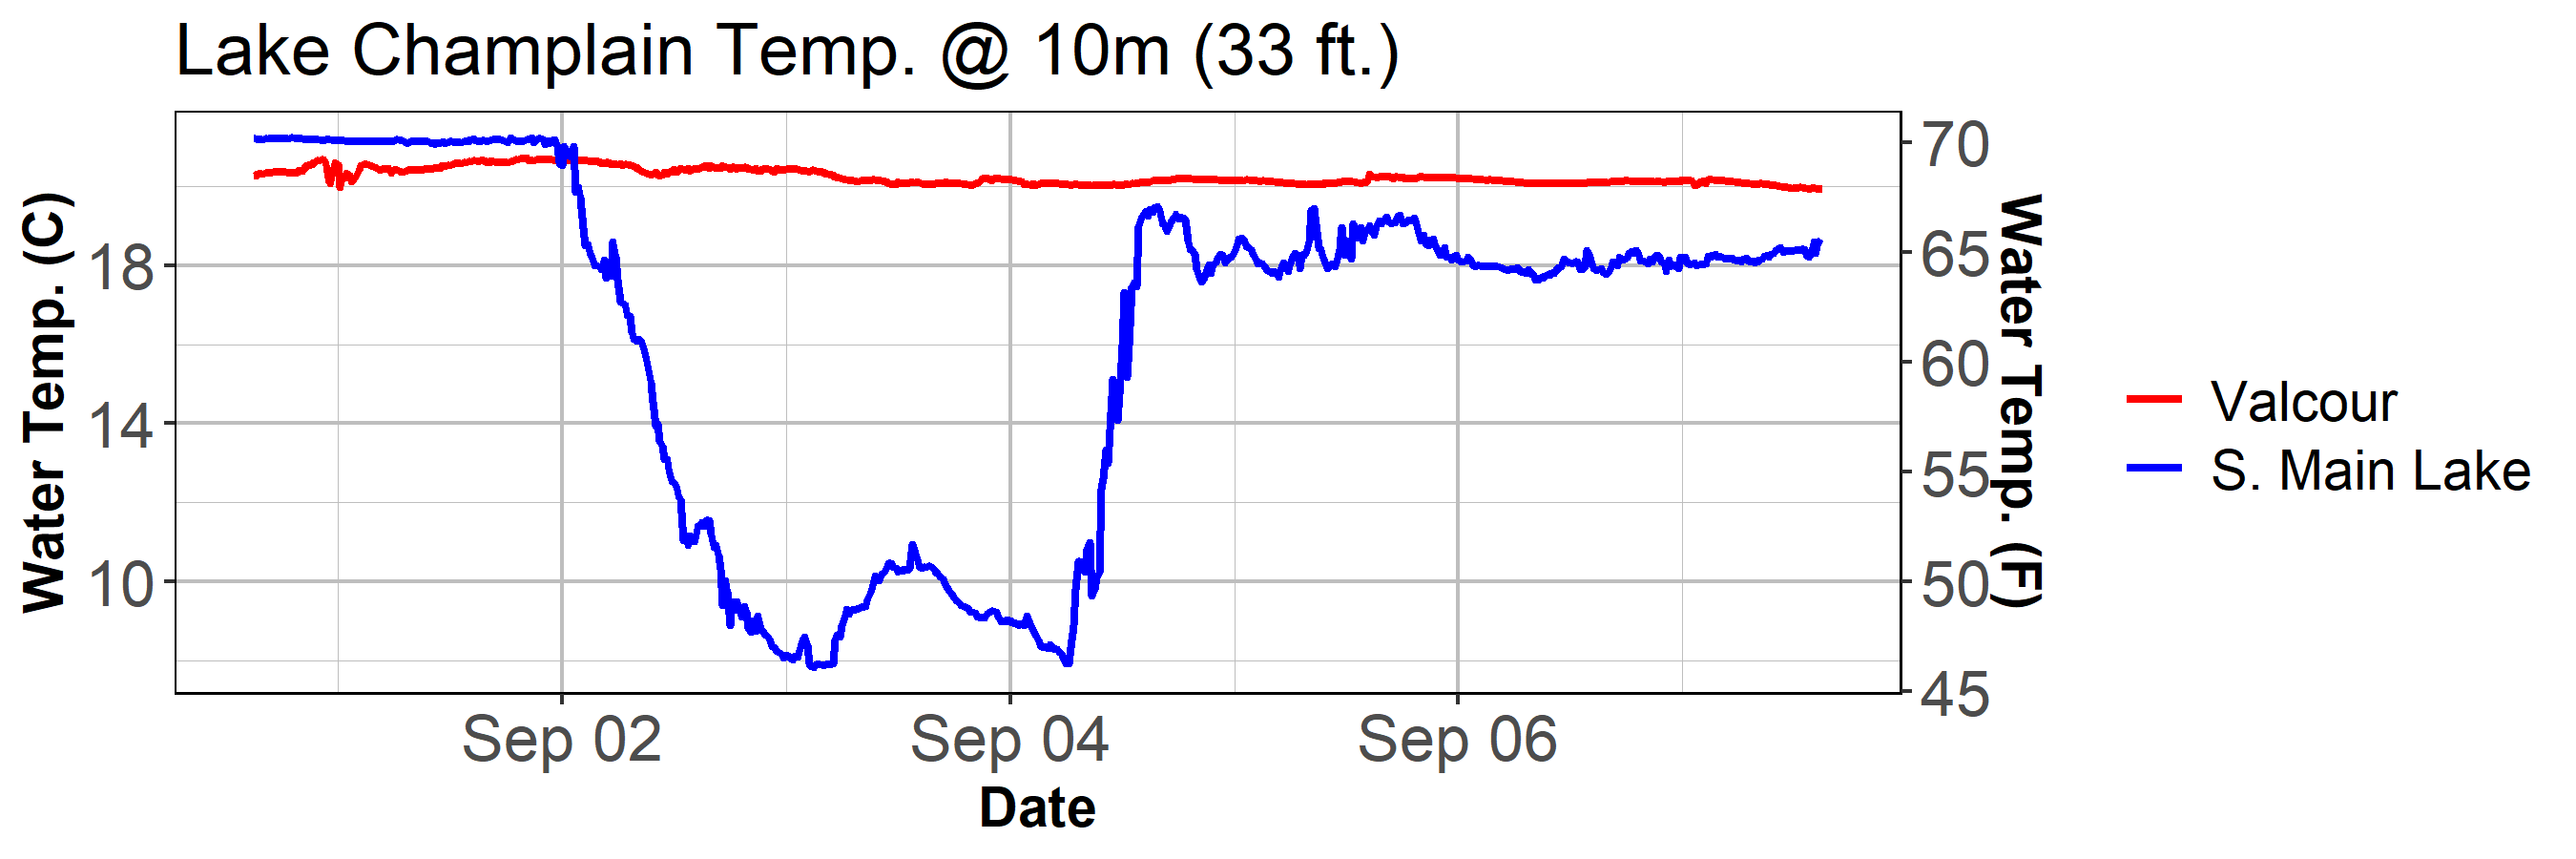 Lake Champlain Temp. @ 10m (33 ft.)
Water Temp. (C)
18
14
10
70
65
60
55
50
45
Water Temp. (F)
Sep 02
Sep 04
Sep 06
Date
Valcour
S. Main Lake